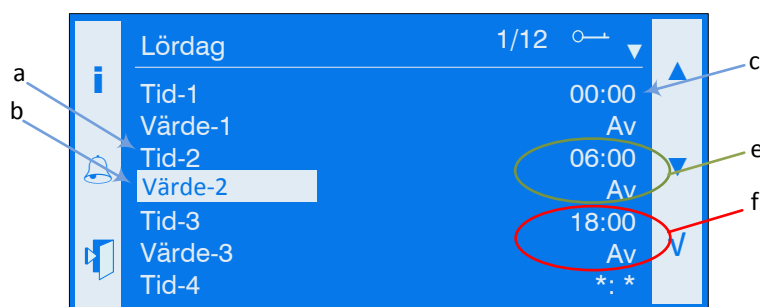 Lördag 1/12
a
i
c
Tid-1 00:00
b
Värde-1 Av
Tid-2 06:00
e
Värde-2 Av
Tid-3 18:00
f
Värde-3 Av
√
Tid-4 *: *